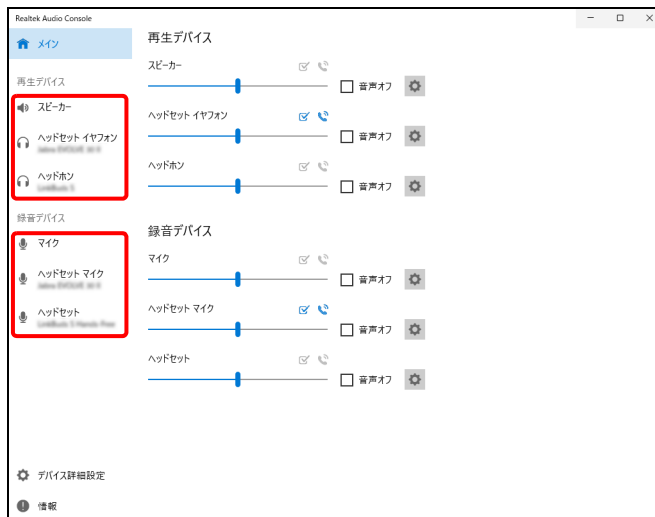 Realtek Audio Console
メイン
再生デバイス
スピーカー
ヘッドセット イヤフォン
ヘッドホン
録音デバイス
マイク
ヘッドセット マイク
ヘッドセット
デバイス詳細設定
情報
再生デバイス
スピーカー
音声オフ
ヘッドセット イヤフォン
音声オフ
ヘッドホン
音声オフ
録音デバイス
マイク
音声オフ
ヘッドセット マイク
音声オフ
ヘッドセット
音声オフ